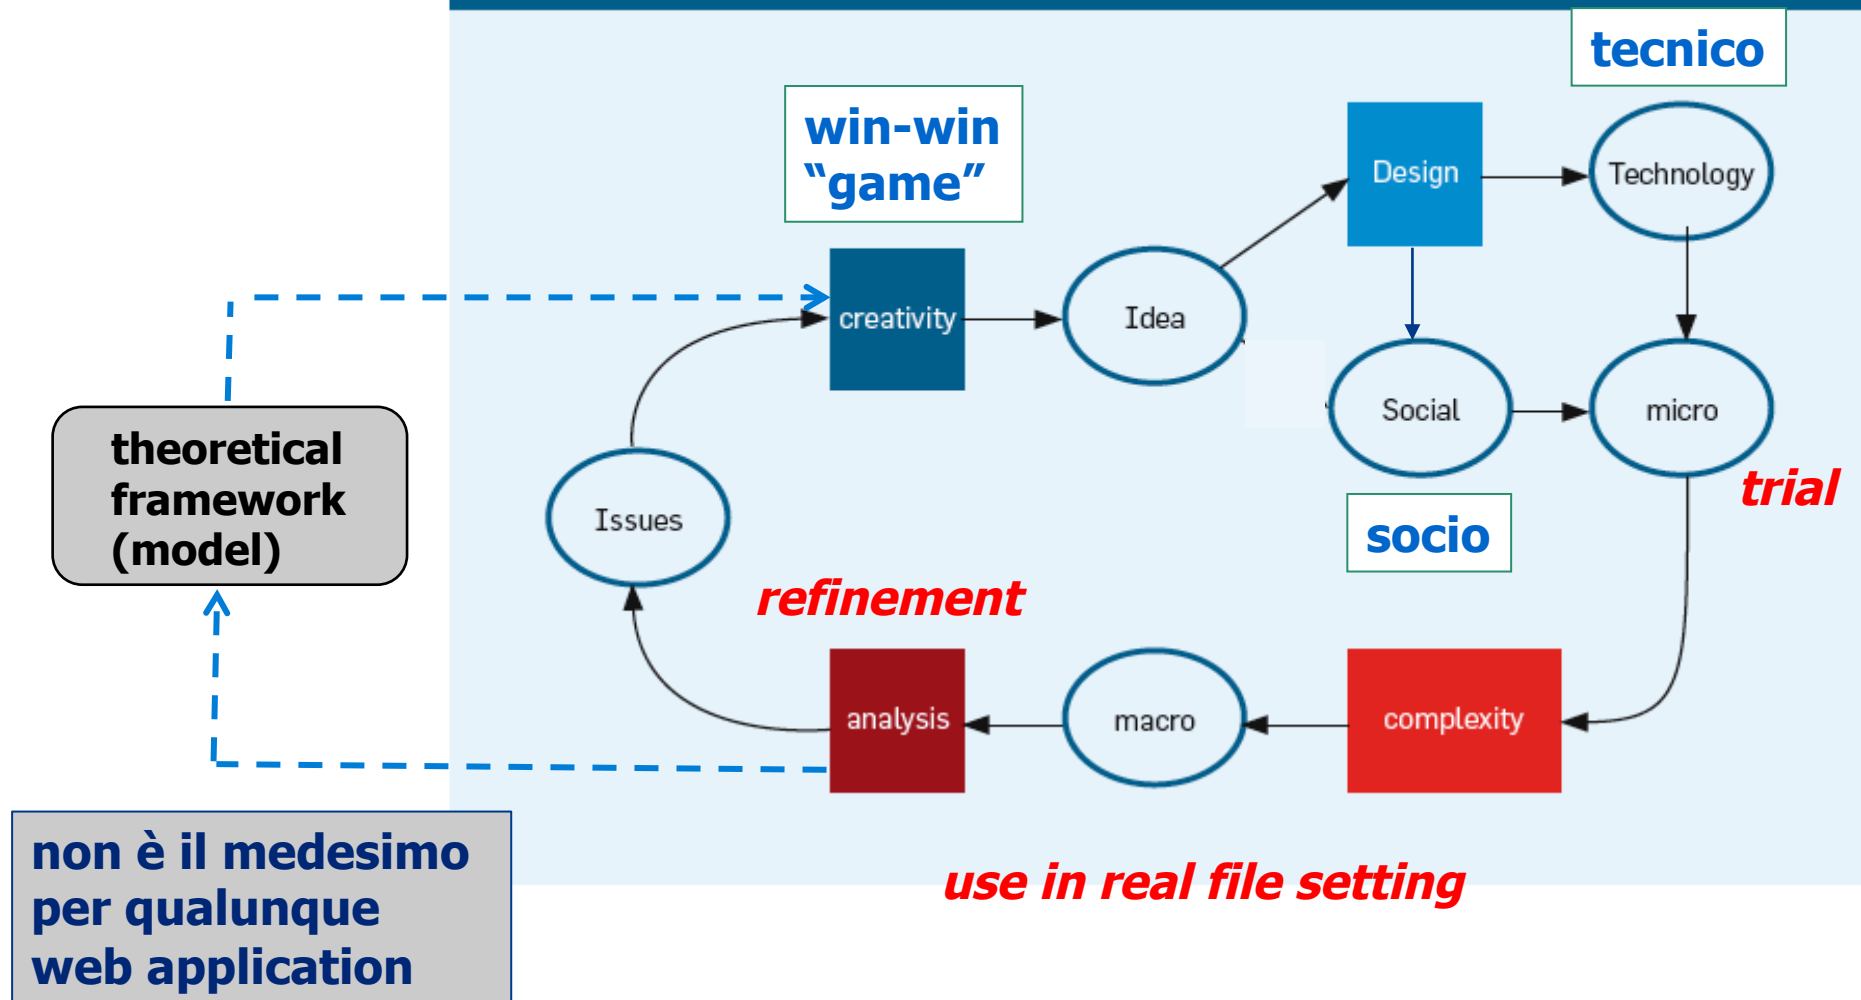 tecnico
win-win
“game”
Design
Technology
creativity
Idea
Social
micro
theoretical
framework
(model)
trial
Issues
socio
refinement
analysis
macro
complexity
non è il medesimo
per qualunque
web application
use in real file setting